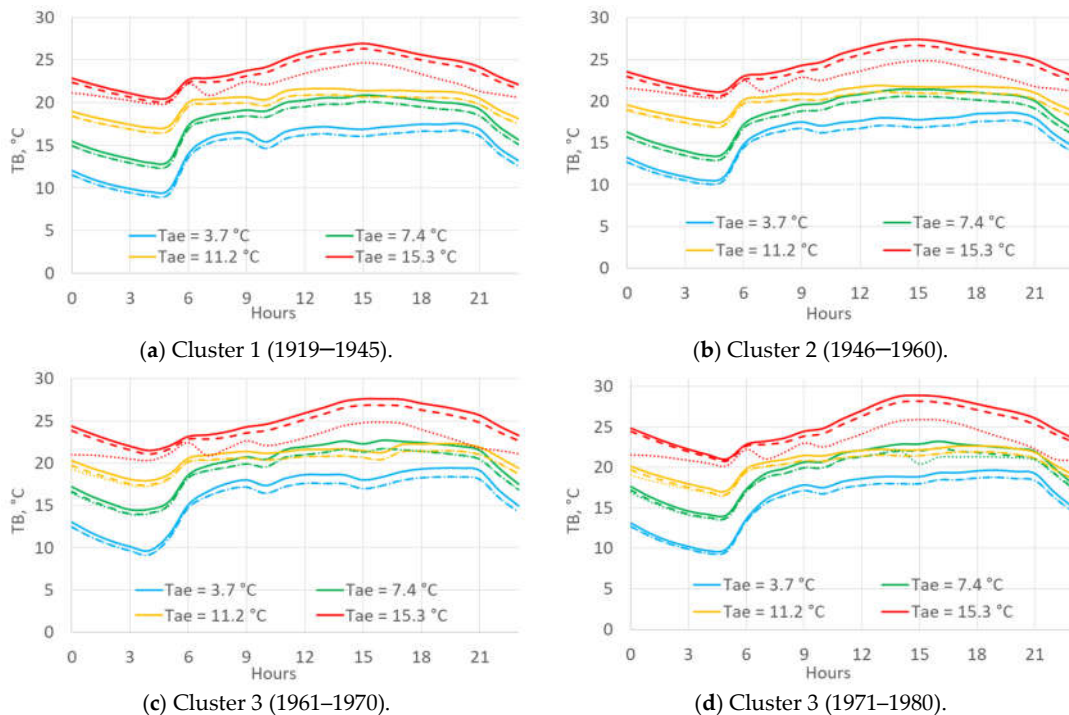 30
25
20
15
10
5
0
TB, °C
Tae = 3.7 °C Tae = 7.4 °C
Tae = 11.2 °C Tae = 15.3 °C
0 3 6 9 12 15 18 21
Hours
(a) Cluster 1 (1919–1945).
30
25
20
15
10
5
0
TB, °C
Tae = 3.7 °C Tae = 7.4 °C
Tae = 11.2 °C Tae = 15.3 °C
0 3 6 9 12 15 18 21
Hours
(b) Cluster 2 (1946–1960).
30
25
20
15
10
5
0
TB, °C
Tae = 3.7 °C Tae = 7.4 °C
Tae = 11.2 °C Tae = 15.3 °C
0 3 6 9 12 15 18 21
Hours
(c) Cluster 3 (1961–1970).
30
25
20
15
10
5
0
TB, °C
Tae = 3.7 °C Tae = 7.4 °C
Tae = 11.2 °C Tae = 15.3 °C
0 3 6 9 12 15 18 21
Hours
(d) Cluster 3 (1971–1980).